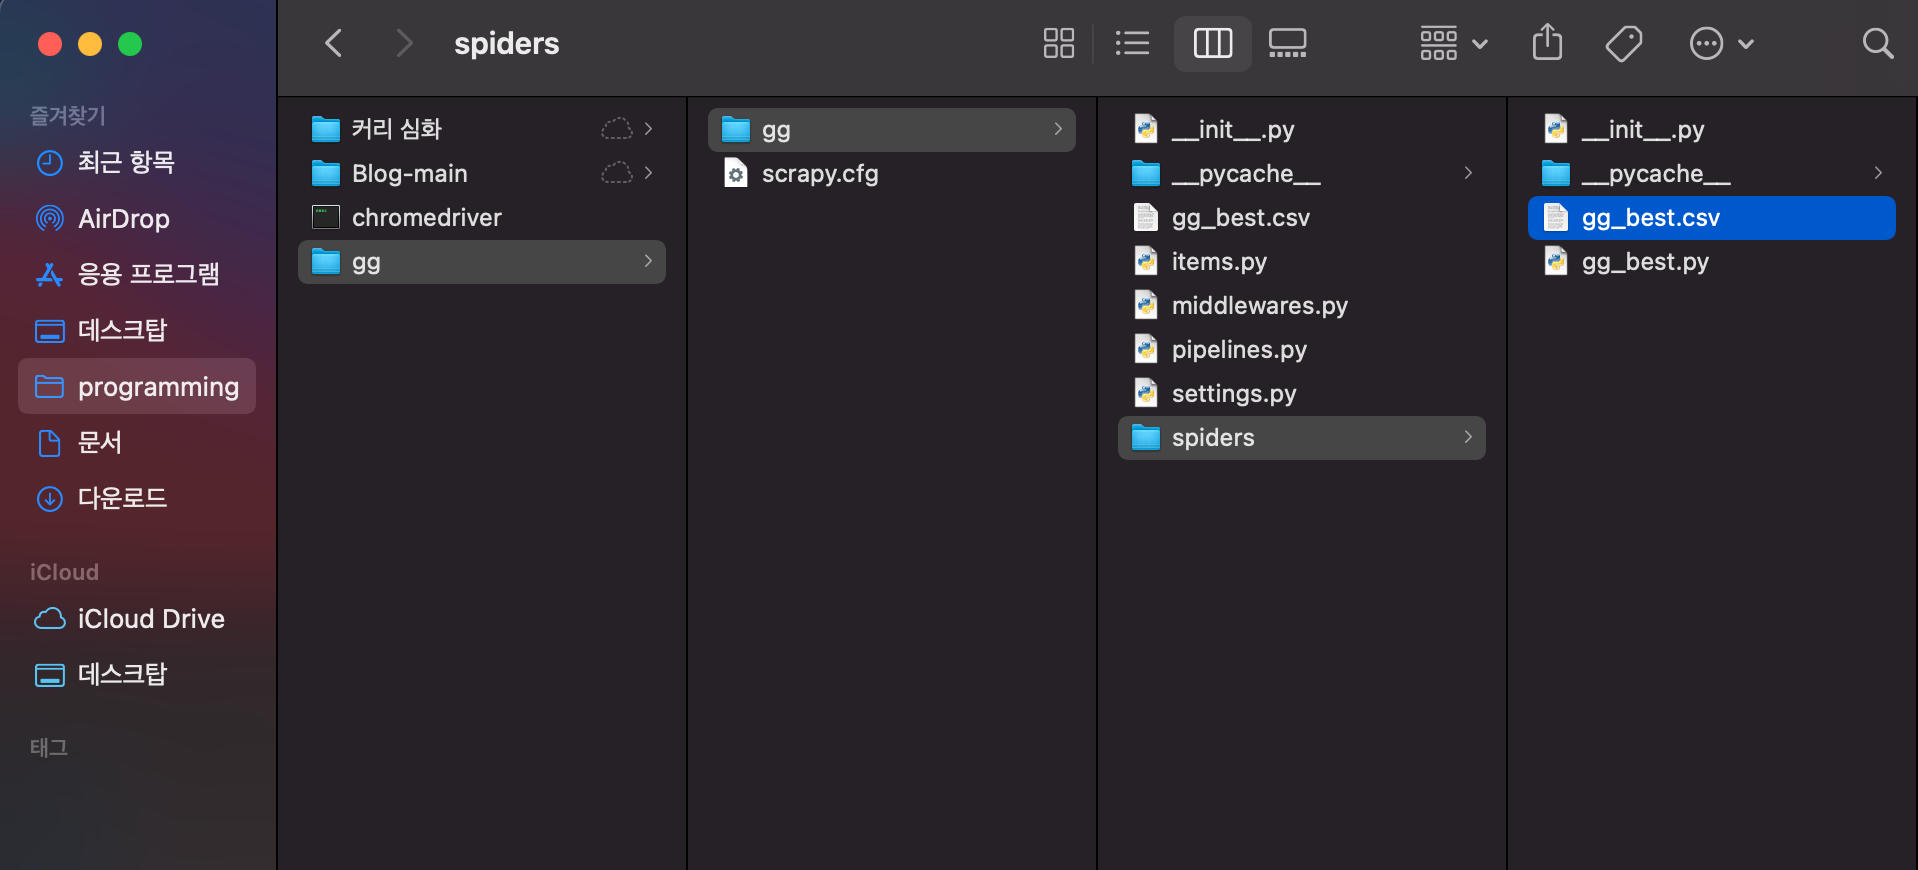 spiders
즐겨찾기
최근 항목
AirDrop
응용 프로그램
데스크탑
programming
문서
다운로드
iCloud
iCloud Drive
데스크탑
태그
커리 심화
Blog-main
chromedriver
gg
gg
scrapy.cfg
__init__.py
__pycache__
gg_best.csv
items.py
middlewares.py
pipelines.py
settings.py
spiders
__init__.py
__pycache__
gg_best.csv
gg_best.py